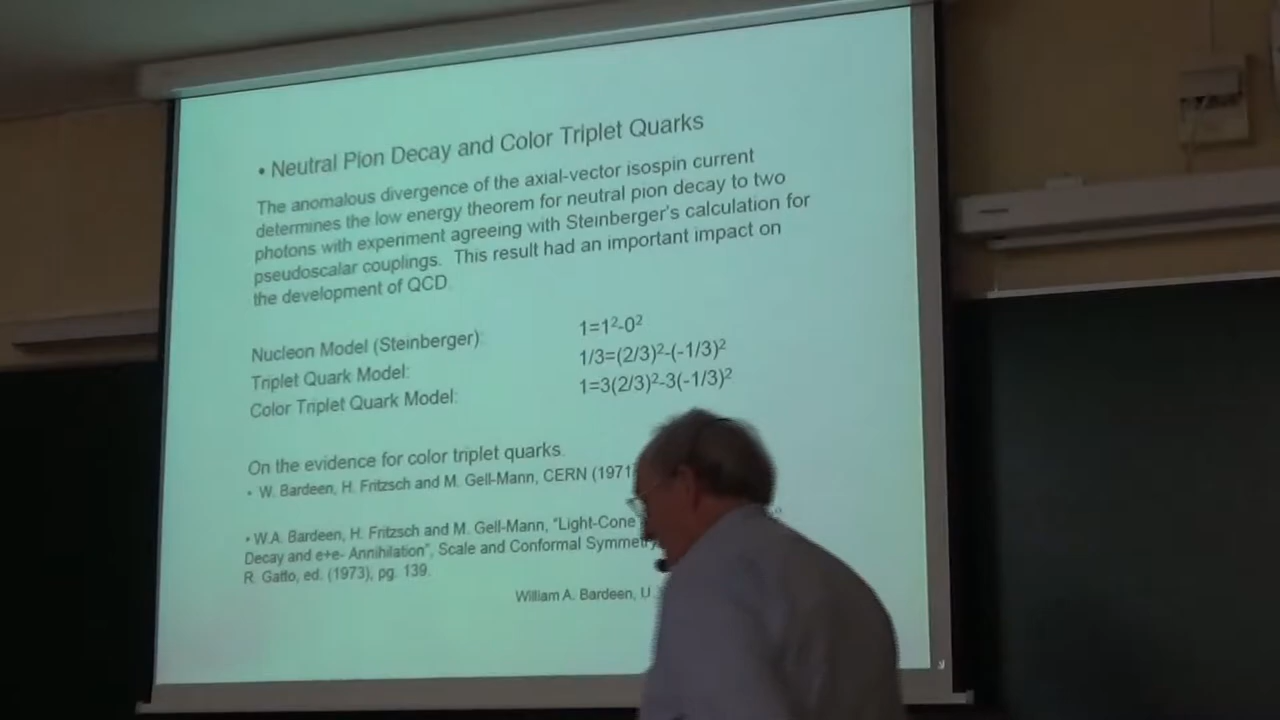 • Neutral Pion Decay and Color Triplet Quarks
The anomalous divergence of the axial-vector isospin current
determines the low energy theorem for neutral pion decay to two
photons with experiment agreeing with Steinberger's calculation for
pseudoscalar couplings. This result had an important impact on
the development of QCD.
Nucleon Model (Steinberger): 1=1²-0²
Triplet Quark Model: 1/3=(2/3)²-(-1/3)²
Color Triplet Quark Model: 1=3(2/3)²-3(-1/3)²
On the evidence for color triplet quarks.
• W. Bardeen, H. Fritzsch and M. Gell-Mann, CERN (1971
• W.A. Bardeen, H. Fritzsch and M. Gell-Mann, "Light-Cone
Decay and e+e- Annihilation", Scale and Conformal Symmetry
R. Gatto, ed. (1973), pg. 139.
William A. Bardeen, U.